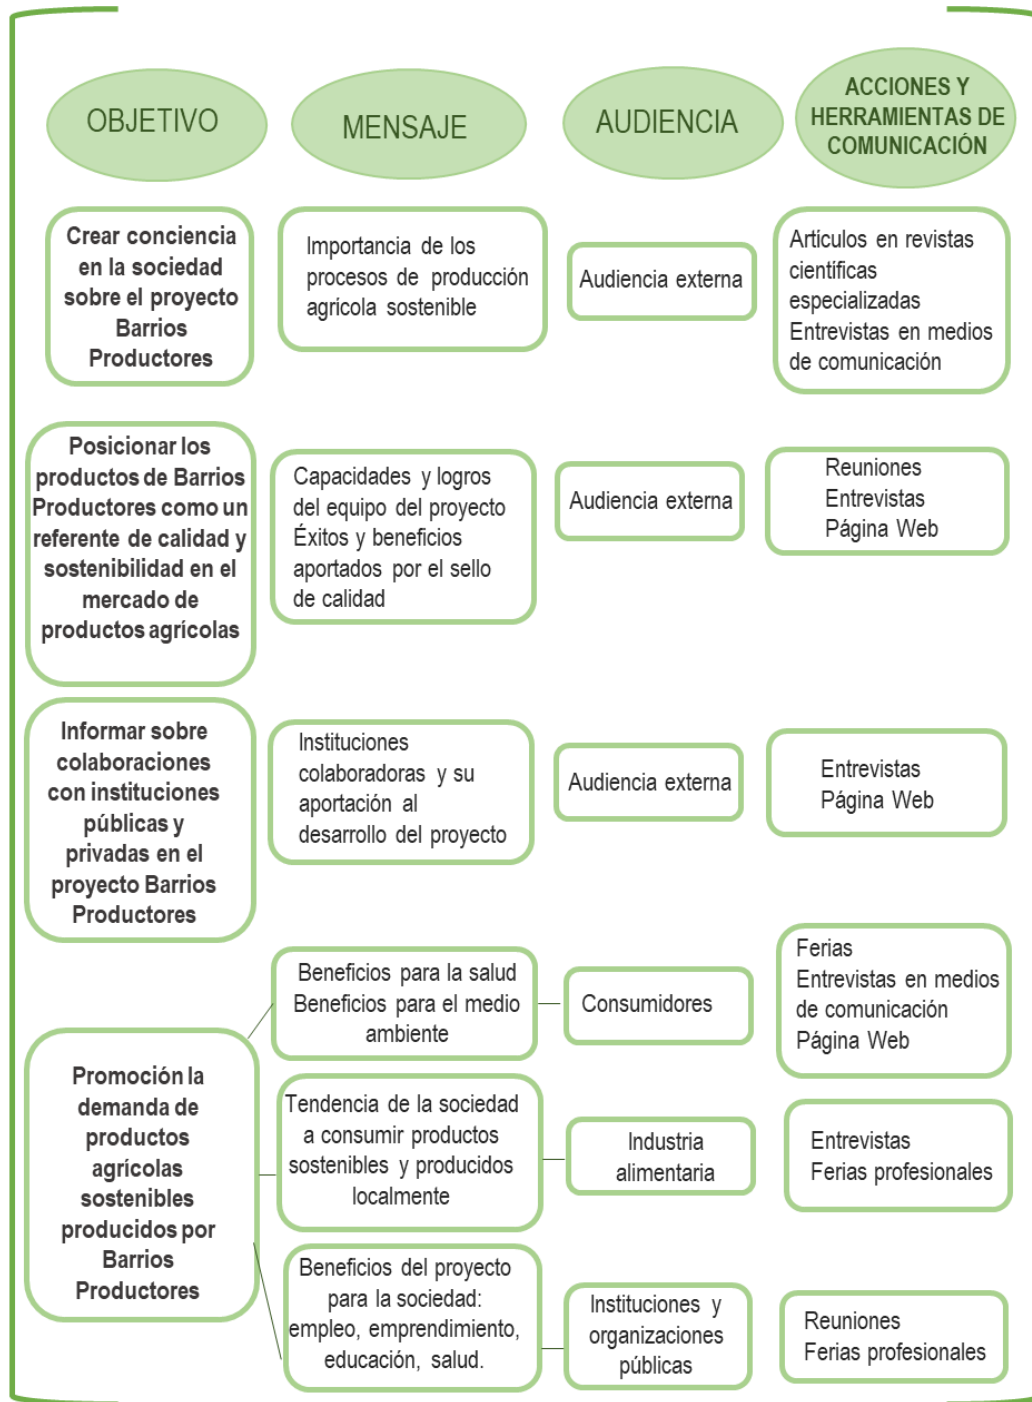 OBJETIVO
MENSAJE
AUDIENCIA
ACCIONES Y
HERRAMIENTAS DE
COMUNICACIÓN
Crear conciencia
en la sociedad
sobre el proyecto
Barrios
Productores
Importancia de los
procesos de producción
agrícola sostenible
Audiencia externa
Articulos en revistas
científicas
especializadas
Entrevistas en medios
de comunicación
Posicionar los
productos de Barrios
Productores como un
referente de calidad y
sostenibilidad en el
mercado de
productos agrícolas
Capacidades y logros
del equipo del proyecto
Éxitos y beneficios
aportados por el sello
de calidad
Audiencia externa
Reuniones
Entrevistas
Página Web
Informar sobre
colaboraciones
con instituciones
públicas y
privadas en el
proyecto Barrios
Productores
Instituciones
colaboradoras y su
aportación al
desarrollo del proyecto
Audiencia externa
Entrevistas
Página Web
Promoción la
demanda de
productos
agrícolas
sostenibles
producidos por
Barrios
Productores
Beneficios para la salud
Beneficios para el medio
ambiente
Consumidores
Ferias
Entrevistas en medios
de comunicación
Página Web
Tendencia de la sociedad
a consumir productos
sostenibles y producidos
localmente
Industria
alimentaria
Entrevistas
Ferias profesionales
Beneficios del proyecto
para la sociedad:
empleo, emprendimiento,
educación, salud.
Instituciones y
organizaciones
públicas
Reuniones
Ferias profesionales